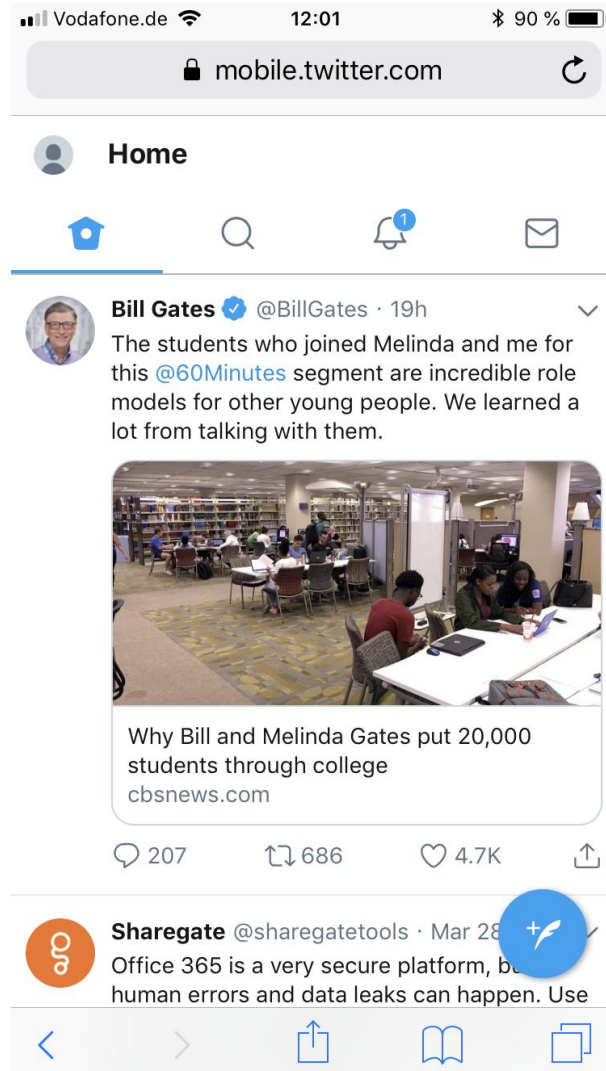 Vodafone.de 12:01 90 %
mobile.twitter.com
Home
1
Bill Gates @BillGates · 19h
The students who joined Melinda and me for
this @60Minutes segment are incredible role
models for other young people. We learned a
lot from talking with them.
Why Bill and Melinda Gates put 20,000
students through college
cbsnews.com
207 686 4.7K
Sharegate @sharegatetools · Mar 28
Office 365 is a very secure platform,
human errors and data leaks can happen. Use